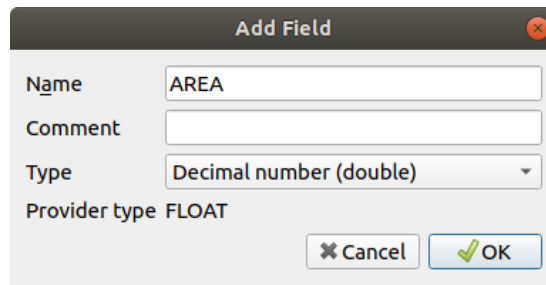 Add Field
Name AREA
Comment
Type Decimal number (double)
Provider type FLOAT
Cancel OK